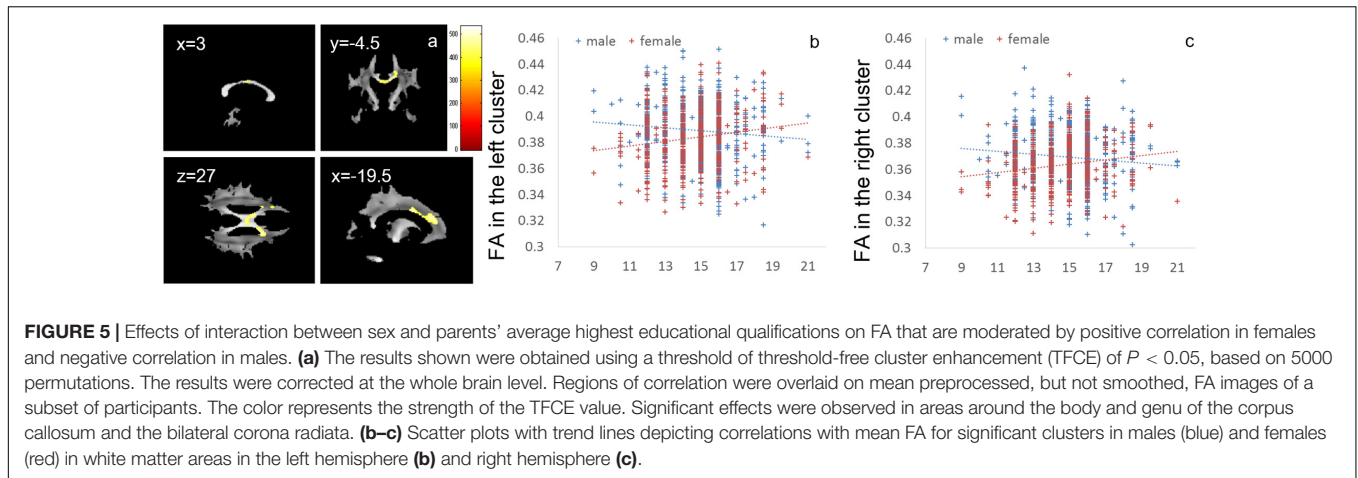 x=3
y=-4.5
a
500
400
300
200
100
0
z=27
x=-19.5
FA in the left cluster
0.46
0.44
0.42
0.4
0.38
0.36
0.34
0.32
0.3
+ male + female
b
7 9 11 13 15 17 19 21
FA in the right cluster
0.46
0.44
0.42
0.4
0.38
0.36
0.34
0.32
0.3
+ male + female
c
7 9 11 13 15 17 19 21
FIGURE 5 | Effects of interaction between sex and parents’ average highest educational qualifications on FA that are moderated by positive correlation in females
and negative correlation in males. (a) The results shown were obtained using a threshold of threshold-free cluster enhancement (TFCE) of P < 0.05, based on 5000
permutations. The results were corrected at the whole brain level. Regions of correlation were overlaid on mean preprocessed, but not smoothed, FA images of a
subset of participants. The color represents the strength of the TFCE value. Significant effects were observed in areas around the body and genu of the corpus
callosum and the bilateral corona radiata. (b–c) Scatter plots with trend lines depicting correlations with mean FA for significant clusters in males (blue) and females
(red) in white matter areas in the left hemisphere (b) and right hemisphere (c).